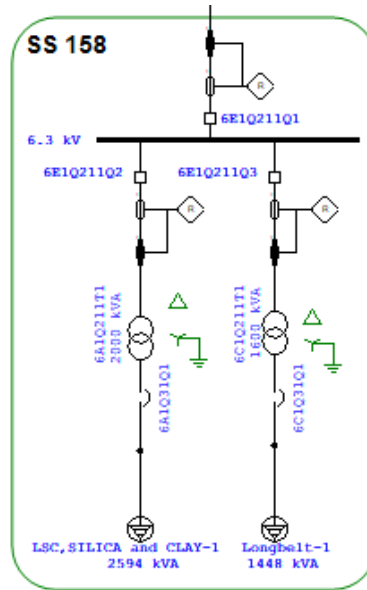 SS 158
R
6E1Q211Q1
6.3 kV
6E1Q211Q2
6E1Q211Q3
R
R
6A1Q211T1
2000 kVA
6C1Q211T1
1600 kVA
6A1Q31Q1
6C1Q31Q1
LSC,SILICA and CLAY-1
2594 kVA
Longbelt-1
1448 kVA